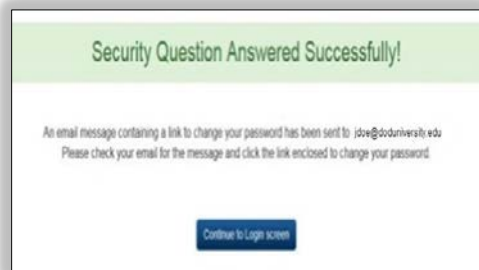 Security Question Answered Successfully!
An email message containing a link to change your password has been sent to jdoe@doduniversity.edu
Please check your email for the message and click the link enclosed to change your password.
Continue to Login screen